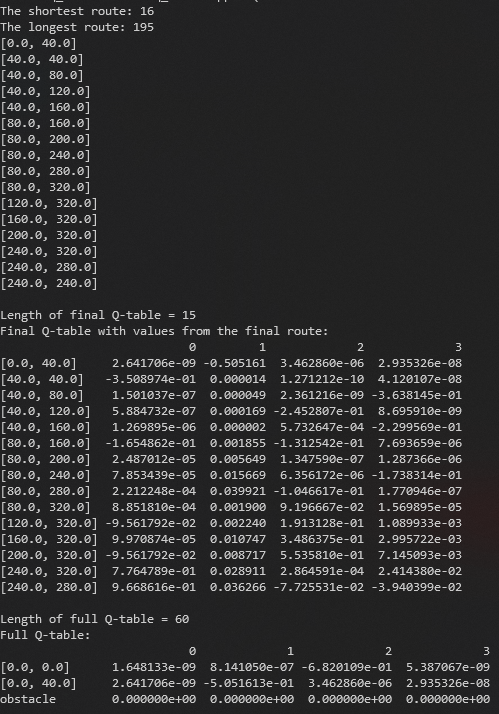 The shortest route: 16
The longest route: 195
[0.0, 40.0]
[40.0, 40.0]
[40.0, 80.0]
[40.0, 120.0]
[40.0, 160.0]
[80.0, 160.0]
[80.0, 200.0]
[80.0, 240.0]
[80.0, 280.0]
[80.0, 320.0]
[120.0, 320.0]
[160.0, 320.0]
[200.0, 320.0]
[240.0, 320.0]
[240.0, 280.0]
[240.0, 240.0]
Length of final Q-table = 15
Final Q-table with values from the final route:
0 1 2 3
[0.0, 40.0] 2.641706e-09 -0.505161 3.462860e-06 2.935326e-08
[40.0, 40.0] -3.508974e-01 0.000014 1.271212e-10 4.120107e-08
[40.0, 80.0] 1.501037e-07 0.000049 2.361216e-09 -3.638145e-01
[40.0, 120.0] 5.884732e-07 0.000169 -2.452807e-01 8.695910e-09
[40.0, 160.0] 1.269895e-06 0.000002 5.732647e-04 -2.299569e-01
[80.0, 160.0] -1.654862e-01 0.001855 -1.312542e-01 7.693659e-06
[80.0, 200.0] 2.487012e-05 0.005649 1.347590e-07 1.287366e-06
[80.0, 240.0] 7.853439e-05 0.015669 6.356172e-06 -1.738314e-01
[80.0, 280.0] 2.212248e-04 0.039921 -1.046617e-01 1.770946e-07
[80.0, 320.0] 8.851810e-04 0.001900 9.196667e-02 1.569895e-05
[120.0, 320.0] -9.561792e-02 0.002240 1.913128e-01 1.089933e-03
[160.0, 320.0] 9.970874e-05 0.010747 3.486375e-01 2.995722e-03
[200.0, 320.0] -9.561792e-02 0.008717 5.535810e-01 7.145093e-03
[240.0, 320.0] 7.764789e-01 0.028911 2.864591e-04 2.414380e-02
[240.0, 280.0] 9.668616e-01 0.036266 -7.725531e-02 -3.940399e-02
Length of full Q-table = 60
Full Q-table:
0 1 2 3
[0.0, 0.0] 1.648133e-09 8.141050e-07 -6.820109e-01 5.387067e-09
[0.0, 40.0] 2.641706e-09 -5.051613e-01 3.462860e-06 2.935326e-08
obstacle 0.000000e+00 0.000000e+00 0.000000e+00 0.000000e+00